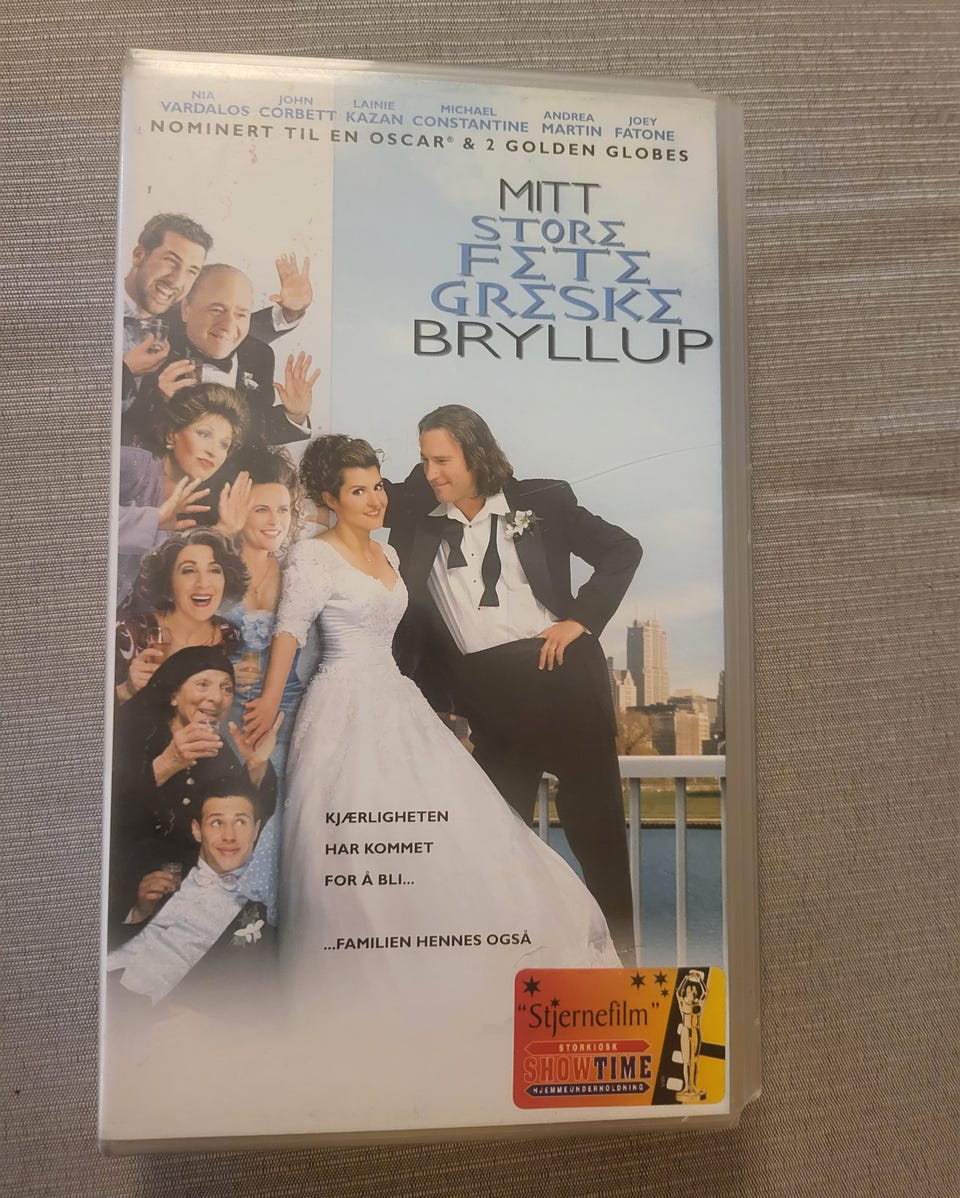 NIA VARDALOS JOHN CORBETT LAINIE KAZAN MICHAEL CONSTANTINE ANDREA MARTIN JOEY FATONE
NOMINERT TIL EN OSCAR® & 2 GOLDEN GLOBES
MITT
STORE
FETE
GRESKE
BRYLLUP
KJÆRLIGHETEN
HAR KOMMET
FOR Å BLI...
...FAMILIEN HENNES OGSÅ
"Stjernefilm"
STORKIOSK
SHOWTIME
HJEMMEUNDERHOLDNING